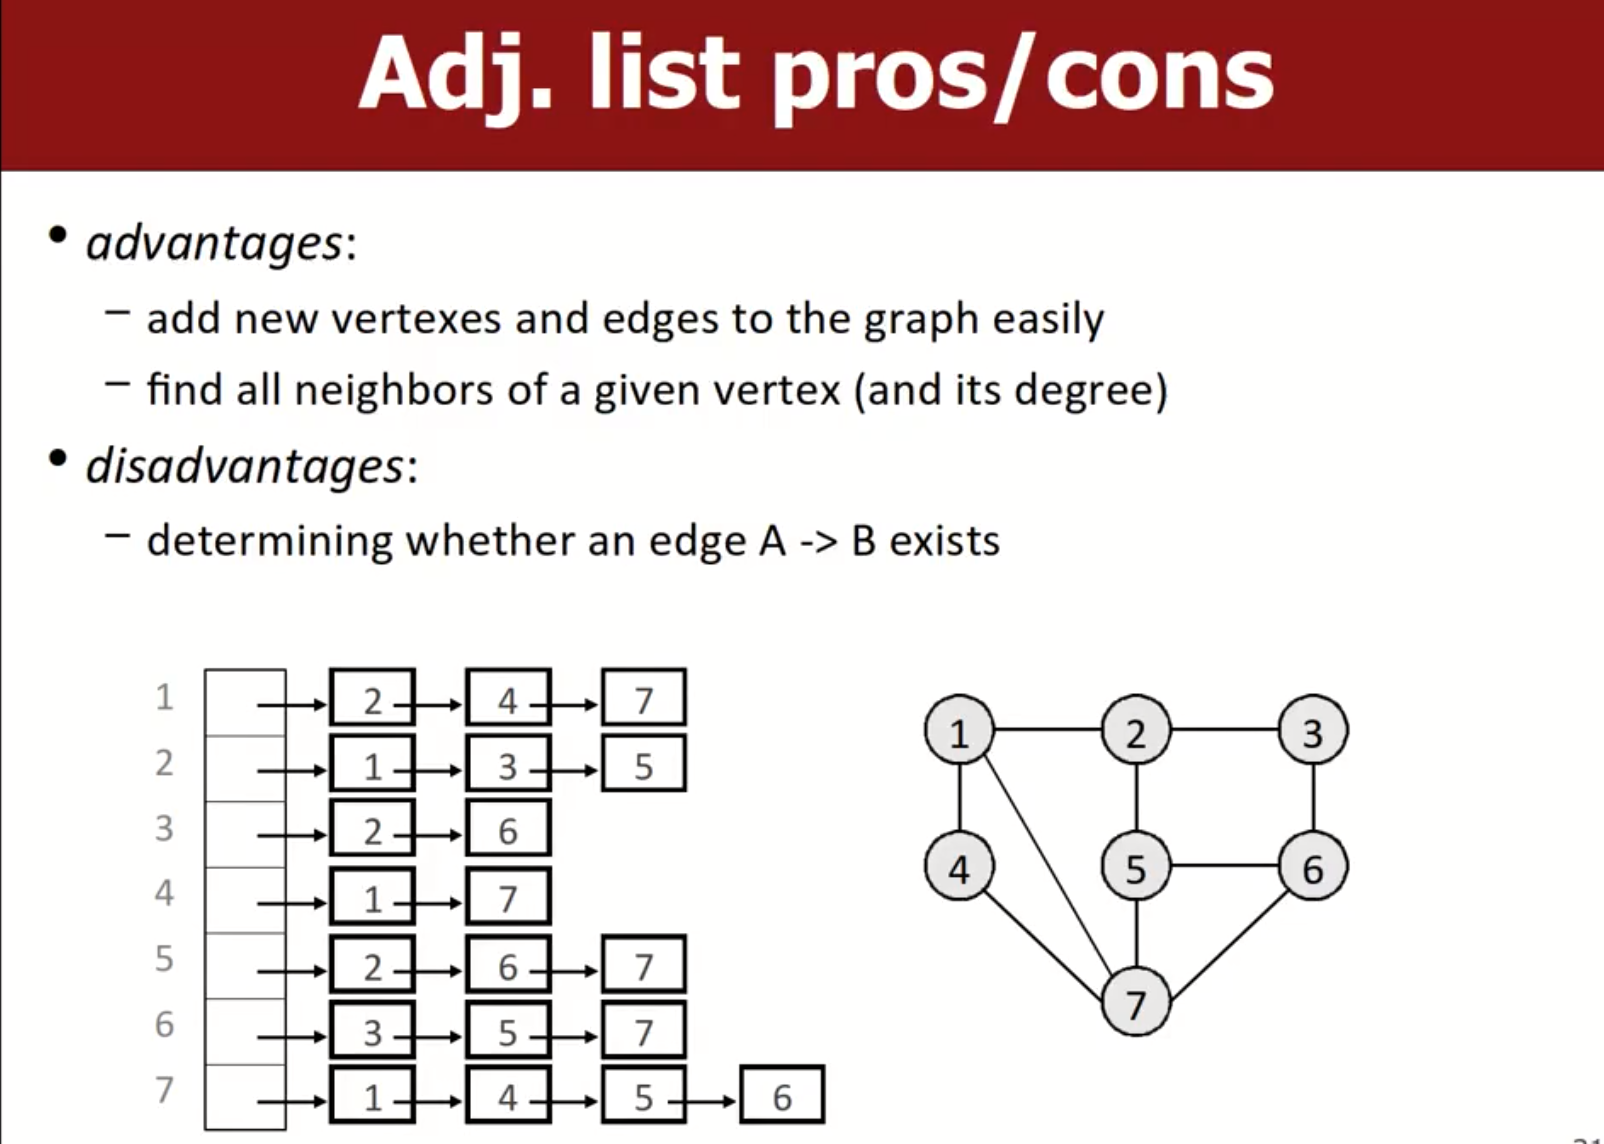 Adj. list pros/cons
• advantages:
– add new vertexes and edges to the graph easily
– find all neighbors of a given vertex (and its degree)
• disadvantages:
– determining whether an edge A -> B exists
1 2 4 7
2 1 3 5
3 2 6
4 1 7
5 2 6 7
6 3 5 7
7 1 4 5 6
1 2 3
4 5 6
7